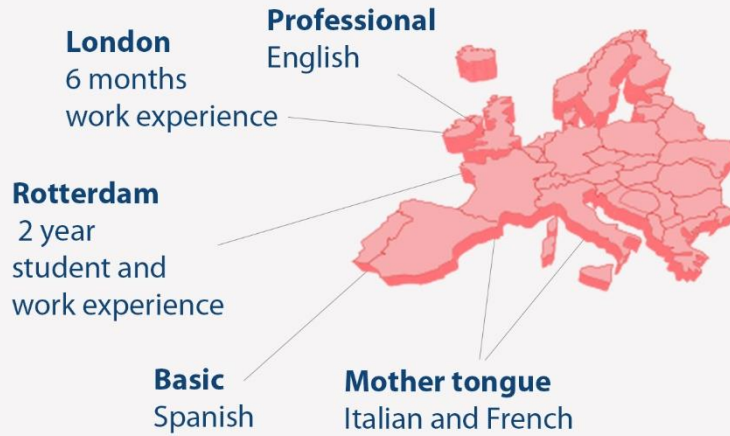 Professional
English
London
6 months
work experience
Rotterdam
2 year
student and
work experience
Basic
Spanish
Mother tongue
Italian and French